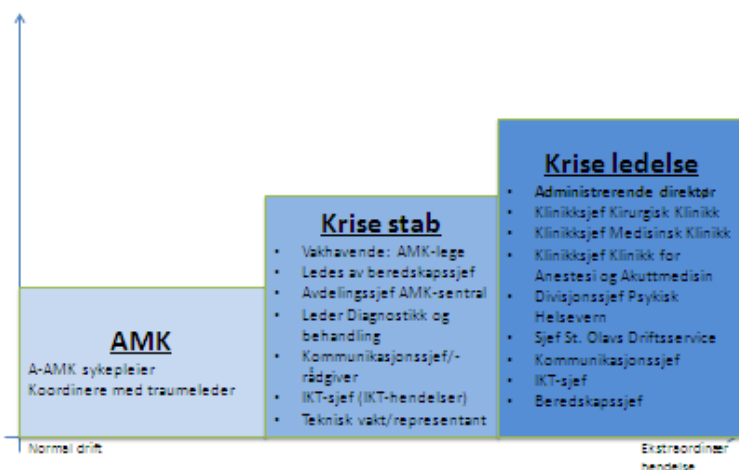 AMK
A-AMK sykepleier
Koordinere med traumeleder
Krise stab
• Vakhavende: AMK-lege
• Ledes av beredskapssjef
• Avdelingssjef AMK-sentral
• Leder Diagnostikk og
behandling
• Kommunikasjonssjef/-
rådgiver
• IKT-sjef (IKT-hendelser)
• Teknisk vakt/representant
Krise ledelse
• Administrerende direktør
• Klinikksjef Kirurgisk Klinikk
• Klinikksjef Medisinsk Klinikk
• Klinikksjef Klinikk for
Anestesi og Akuttmedisin
• Divisjonssjef Psykisk
Helsevern
• Sjef St. Olavs Driftsservice
• Kommunikasjonssjef
• IKT-sjef
• Beredskapssjef
Normal drift
Ekstraordinær
hendelse